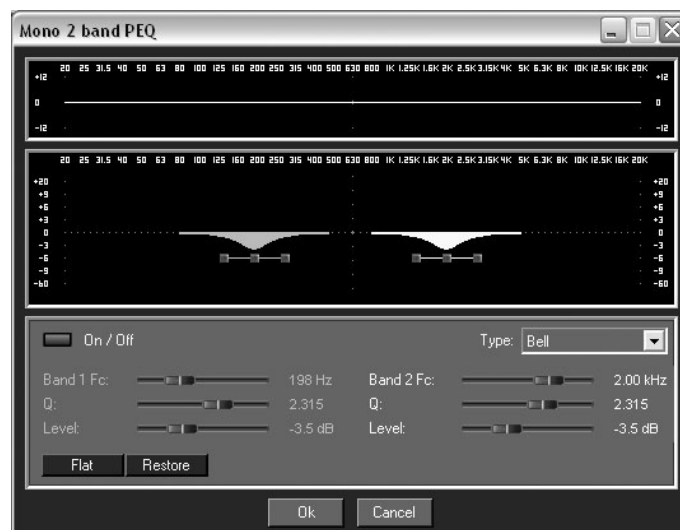 Mono 2 band PEQ
20 25 31.5 40 50 63 80 100 125 160 200 250 315 400 500 630 800 1K 1.25K 1.6K 2K 2.5K 3.15K 4K 5K 6.3K 8K 10K 12.5K 16K 20K
+12 +12
0 0
-12 -12
20 25 31.5 40 50 63 80 100 125 160 200 250 315 400 500 630 800 1K 1.25K 1.6K 2K 2.5K 3.15K 4K 5K 6.3K 8K 10K 12.5K 16K 20K
+20 +20
+9 +9
+6 +6
+3 +3
0 0
-3 -3
-6 -6
-9 -9
-60 -60
On / Off Type: Bell
Band 1 Fc: 198 Hz Band 2 Fc: 2.00 kHz
Q: 2.315 Q: 2.315
Level: -3.5 dB Level: -3.5 dB
Flat Restore
Ok Cancel